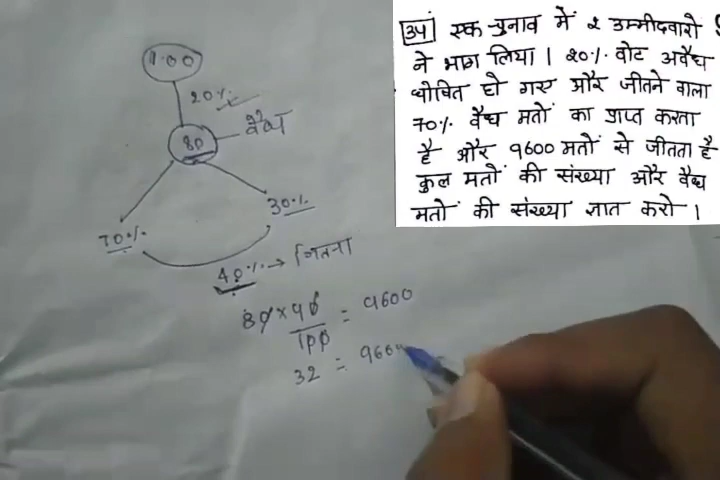 34 एक चुनाव में 2 उम्मीदवारो
ने भाग लिया। 20% वोट अवैध
घोषित हो गए और जीतने वाला
70% वैध मतों का प्राप्त करता
है और 9600 मतों से जीतता है
कुल मतों की संख्या और वैध
मतों की संख्या ज्ञात करो।
100
20%
80 वैध
70% 30%
40% → जितना
80 × 40 / 100 = 9600
32 = 9600